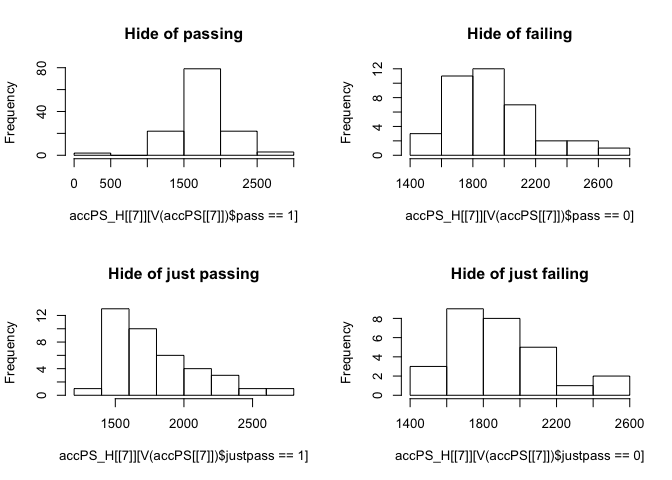 Hide of passing
Frequency
0 40 80
0 500 1500 2500
accPS_H[[7]][V(accPS[[7]])$pass == 1]
Hide of failing
Frequency
0 4 8 12
1400 1800 2200 2600
accPS_H[[7]][V(accPS[[7]])$pass == 0]
Hide of just passing
Frequency
0 4 8 12
1500 2000 2500
accPS_H[[7]][V(accPS[[7]])$justpass == 1]
Hide of just failing
Frequency
0 2 4 6 8
1400 1800 2200 2600
accPS_H[[7]][V(accPS[[7]])$justpass == 0]